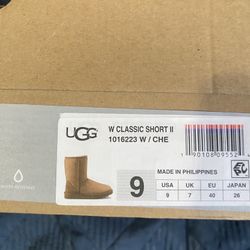 UGG
W CLASSIC SHORT II
1016223 W / CHE
9
MADE IN PHILIPPINES
USA UK EU JAPAN
9 7 40 26